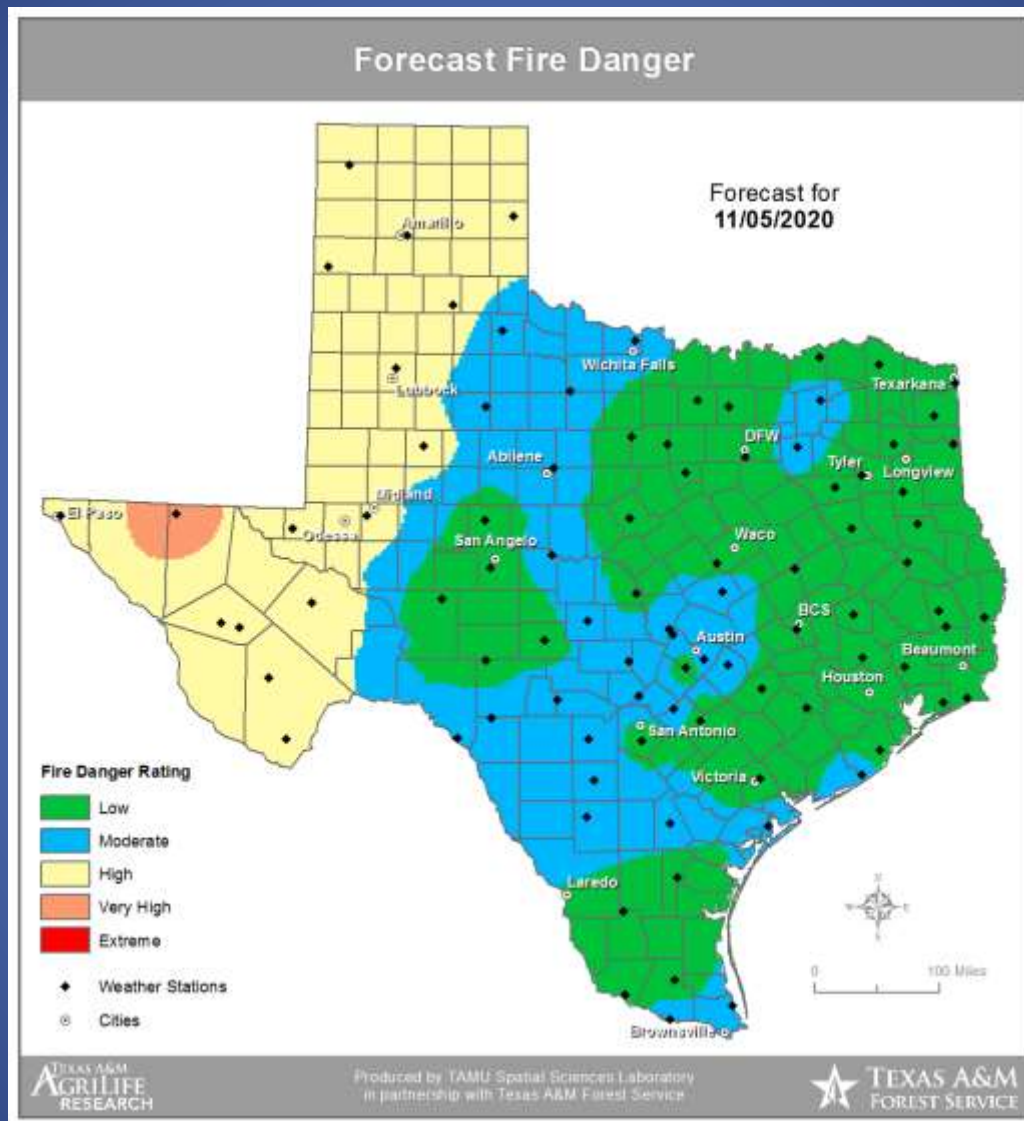 Forecast Fire Danger
Forecast for
11/05/2020
Amarillo
Wichita Falls
Lubbock
Texarkana
DFW
Abilene
Tyler
Longview
Midland
El Paso
Odessa
San Angelo
Waco
BCS
Austin
Beaumont
Houston
San Antonio
Victoria
Laredo
Brownsville
Fire Danger Rating
Low
Moderate
High
Very High
Extreme
Weather Stations
Cities
N
W E
S
0 100 Miles
TEXAS A&M
AGRILIFE
RESEARCH
Produced by TAMU Spatial Sciences Laboratory
in partnership with Texas A&M Forest Service
TEXAS A&M
FOREST SERVICE